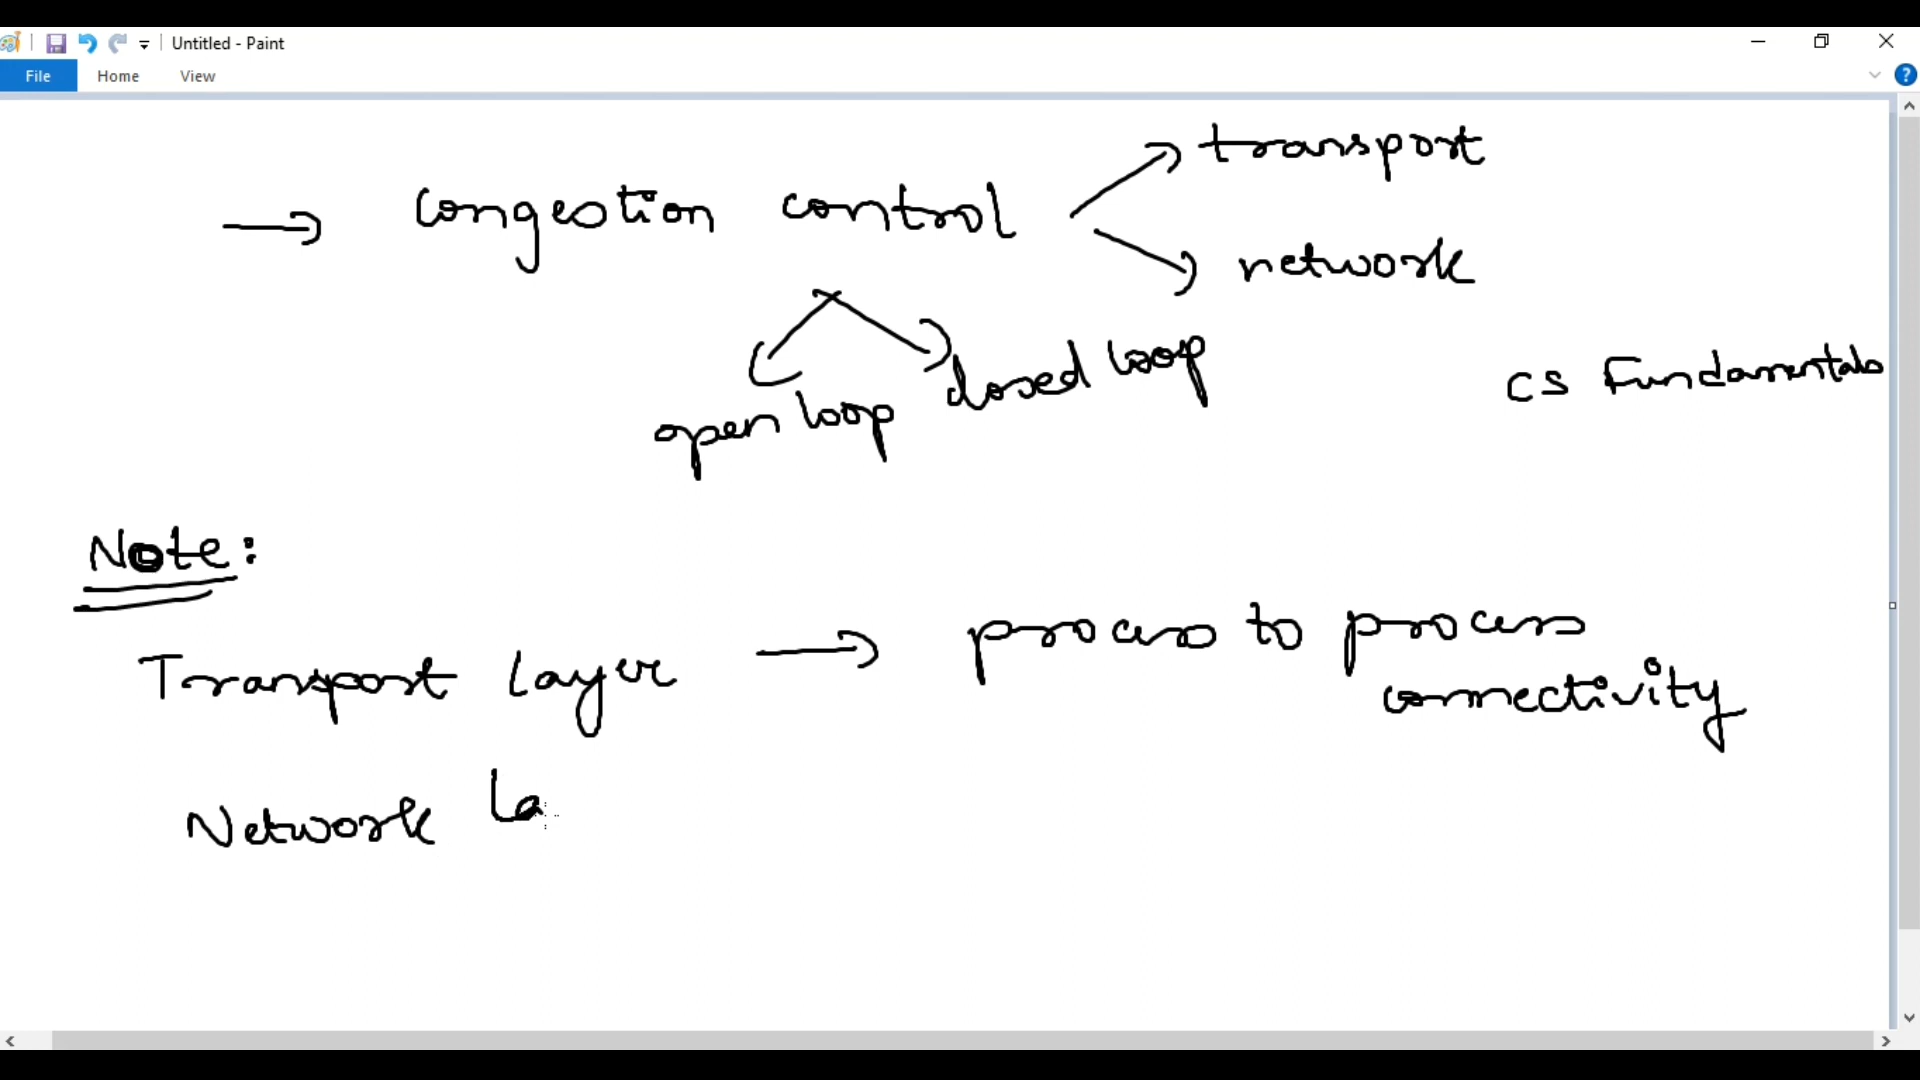 Untitled - Paint
File Home View
→ Congestion control
transport
network
open loop
closed loop
CS Fundamentals
Note:
Transport layer → process to process
connectivity
Network La